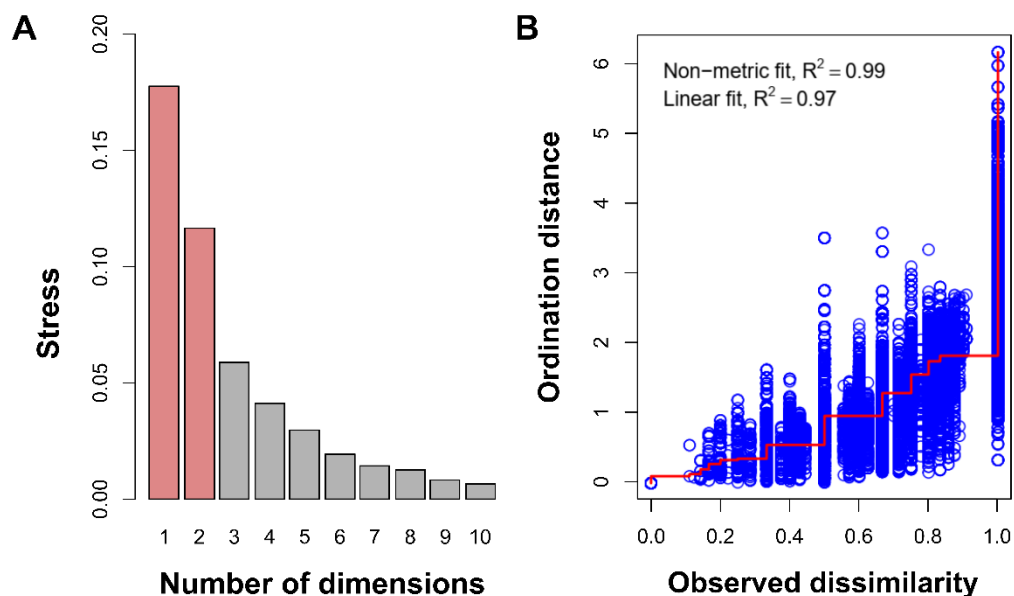 A
0.20
0.15
0.10
0.05
0.00
Stress
1 2 3 4 5 6 7 8 9 10
Number of dimensions
B
Non−metric fit, R² = 0.99
Linear fit, R² = 0.97
6
5
4
3
2
1
0
Ordination distance
0.0 0.2 0.4 0.6 0.8 1.0
Observed dissimilarity